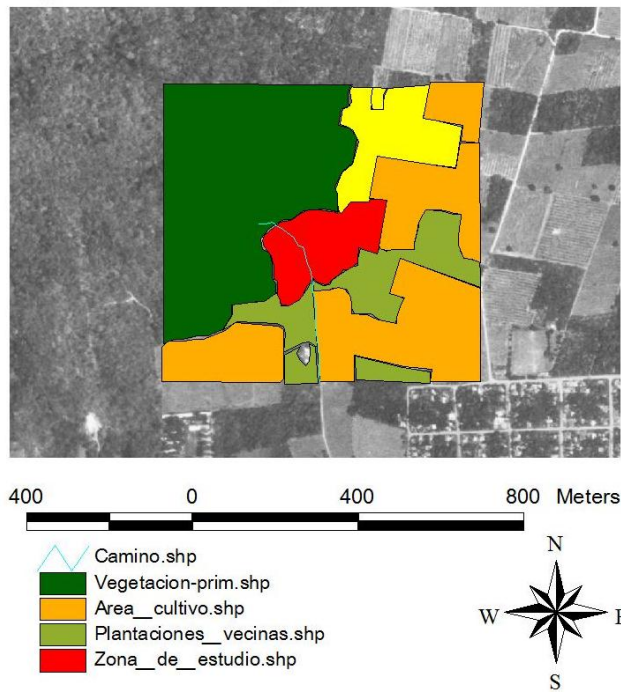 400 0 400 800 Meters
Camino.shp
Vegetacion-prim.shp
Area__cultivo.shp
Plantaciones__vecinas.shp
Zona__de__estudio.shp
N
W E
S